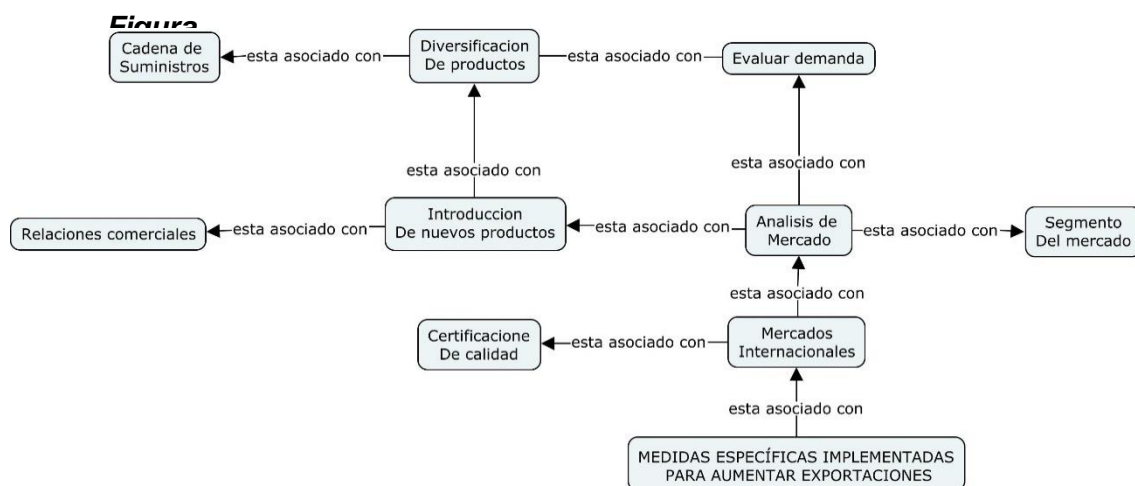 Figura
Cadena de
Suministros
esta asociado con
Diversificacion
De productos
esta asociado con
Evaluar demanda
esta asociado con
esta asociado con
Relaciones comerciales
esta asociado con
Introduccion
De nuevos productos
esta asociado con
Analisis de
Mercado
esta asociado con
Segmento
Del mercado
esta asociado con
Certificacione
De calidad
esta asociado con
Mercados
Internacionales
esta asociado con
MEDIDAS ESPECÍFICAS IMPLEMENTADAS
PARA AUMENTAR EXPORTACIONES